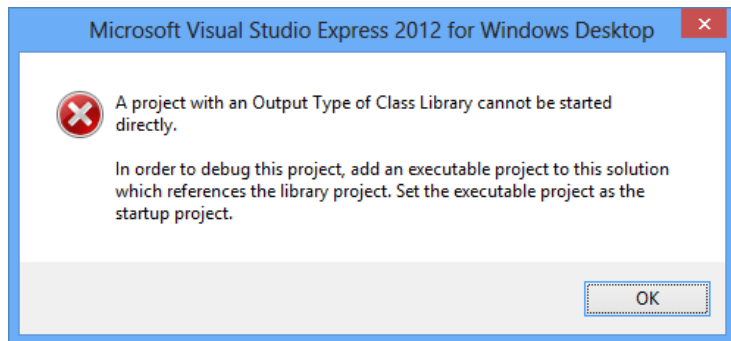 Microsoft Visual Studio Express 2012 for Windows Desktop
A project with an Output Type of Class Library cannot be started
directly.
In order to debug this project, add an executable project to this solution
which references the library project. Set the executable project as the
startup project.
OK